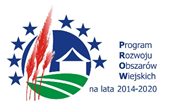 Program
Rozwoju
Obszarów
Wiejskich
na lata 2014-2020